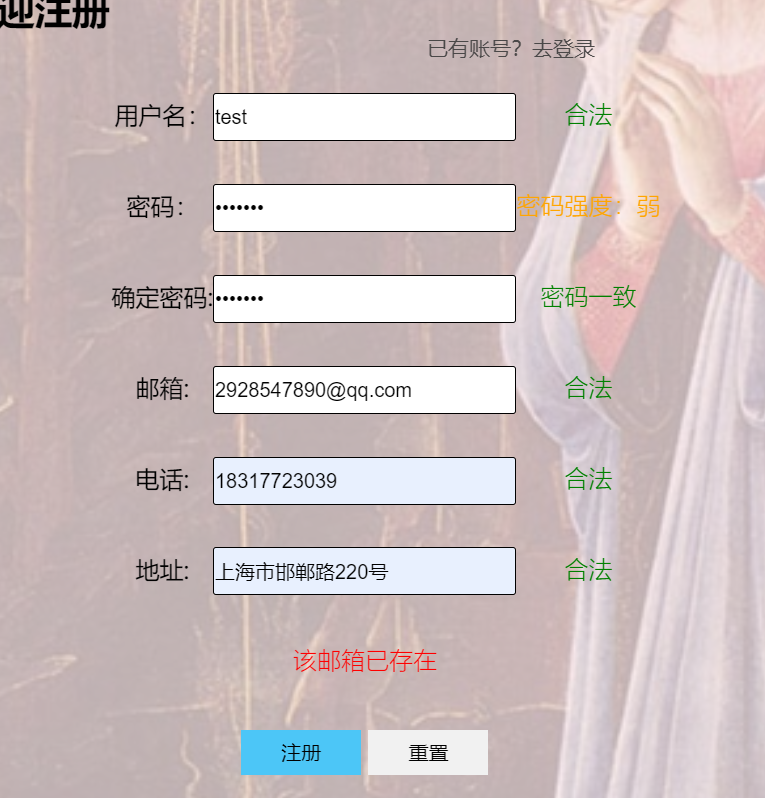 迎注册
已有账号？去登录
用户名： test 合法
密码： ••••••• 密码强度：弱
确定密码: ••••••• 密码一致
邮箱: 2928547890@qq.com 合法
电话: 18317723039 合法
地址: 上海市邯郸路220号 合法
该邮箱已存在
注册 重置